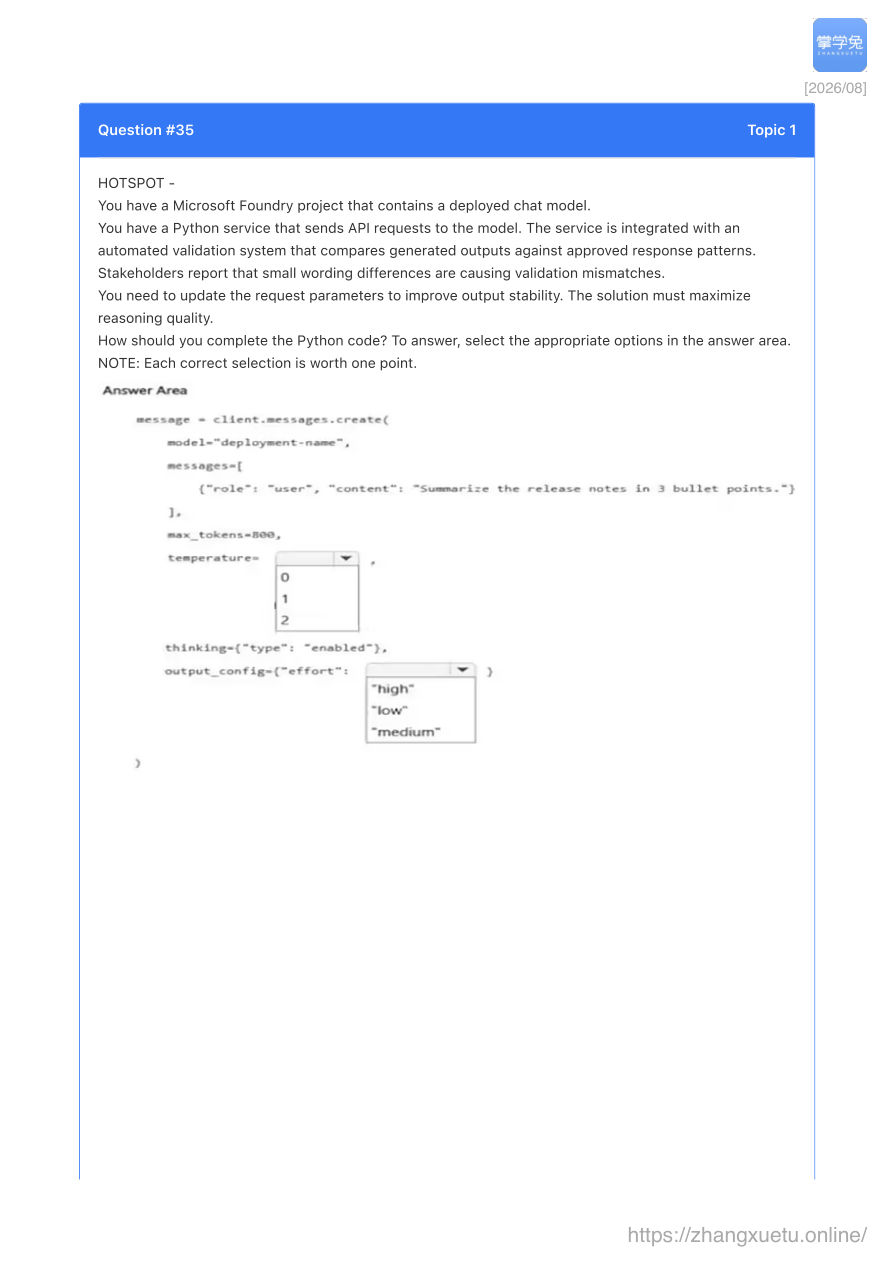 掌学兔
ZHANGXUETU
[2026/08]
Question #35 Topic 1
HOTSPOT -
You have a Microsoft Foundry project that contains a deployed chat model.
You have a Python service that sends API requests to the model. The service is integrated with an
automated validation system that compares generated outputs against approved response patterns.
Stakeholders report that small wording differences are causing validation mismatches.
You need to update the request parameters to improve output stability. The solution must maximize
reasoning quality.
How should you complete the Python code? To answer, select the appropriate options in the answer area.
NOTE: Each correct selection is worth one point.
Answer Area
message = client.messages.create(
model="deployment-name",
messages=[
{"role": "user", "content": "Summarize the release notes in 3 bullet points."}
],
max_tokens=800,
temperature= ,
0
1
2
thinking={"type": "enabled"},
output_config={"effort": }
"high"
"low"
"medium"
)
https://zhangxuetu.online/